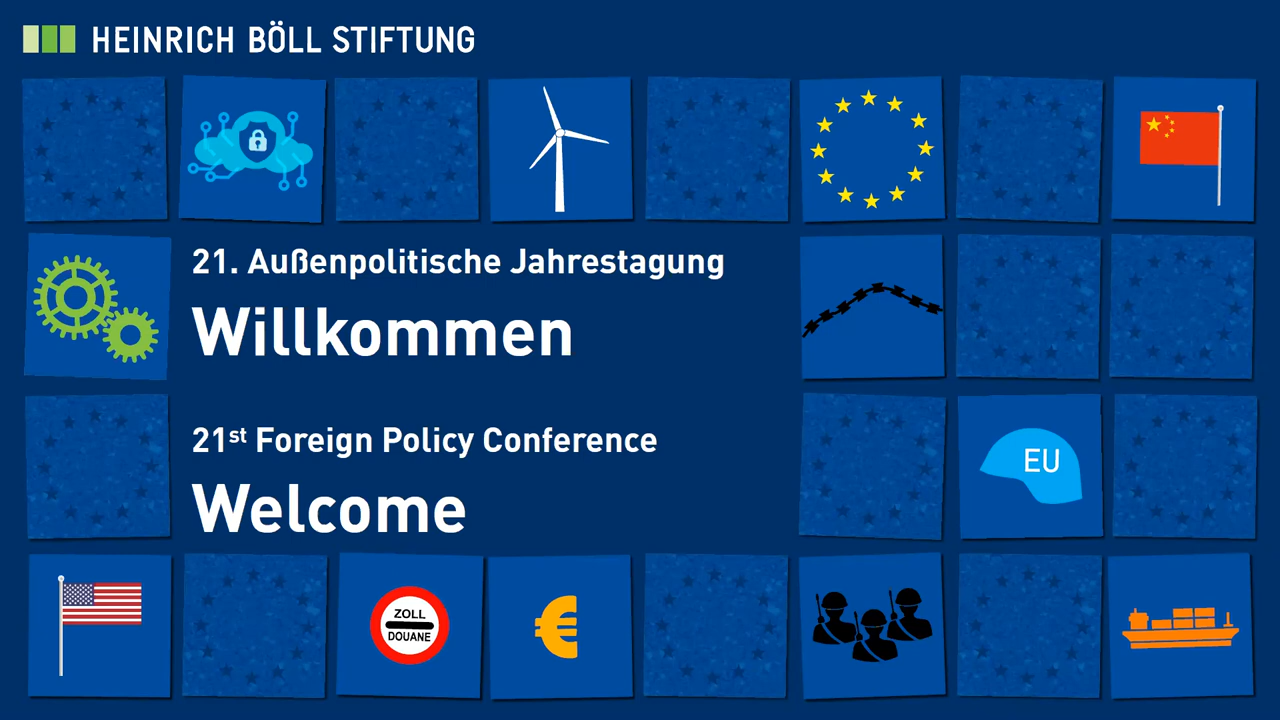 HEINRICH BÖLL STIFTUNG
21. Außenpolitische Jahrestagung
Willkommen
21st Foreign Policy Conference
Welcome
EU
ZOLL
DOUANE
€